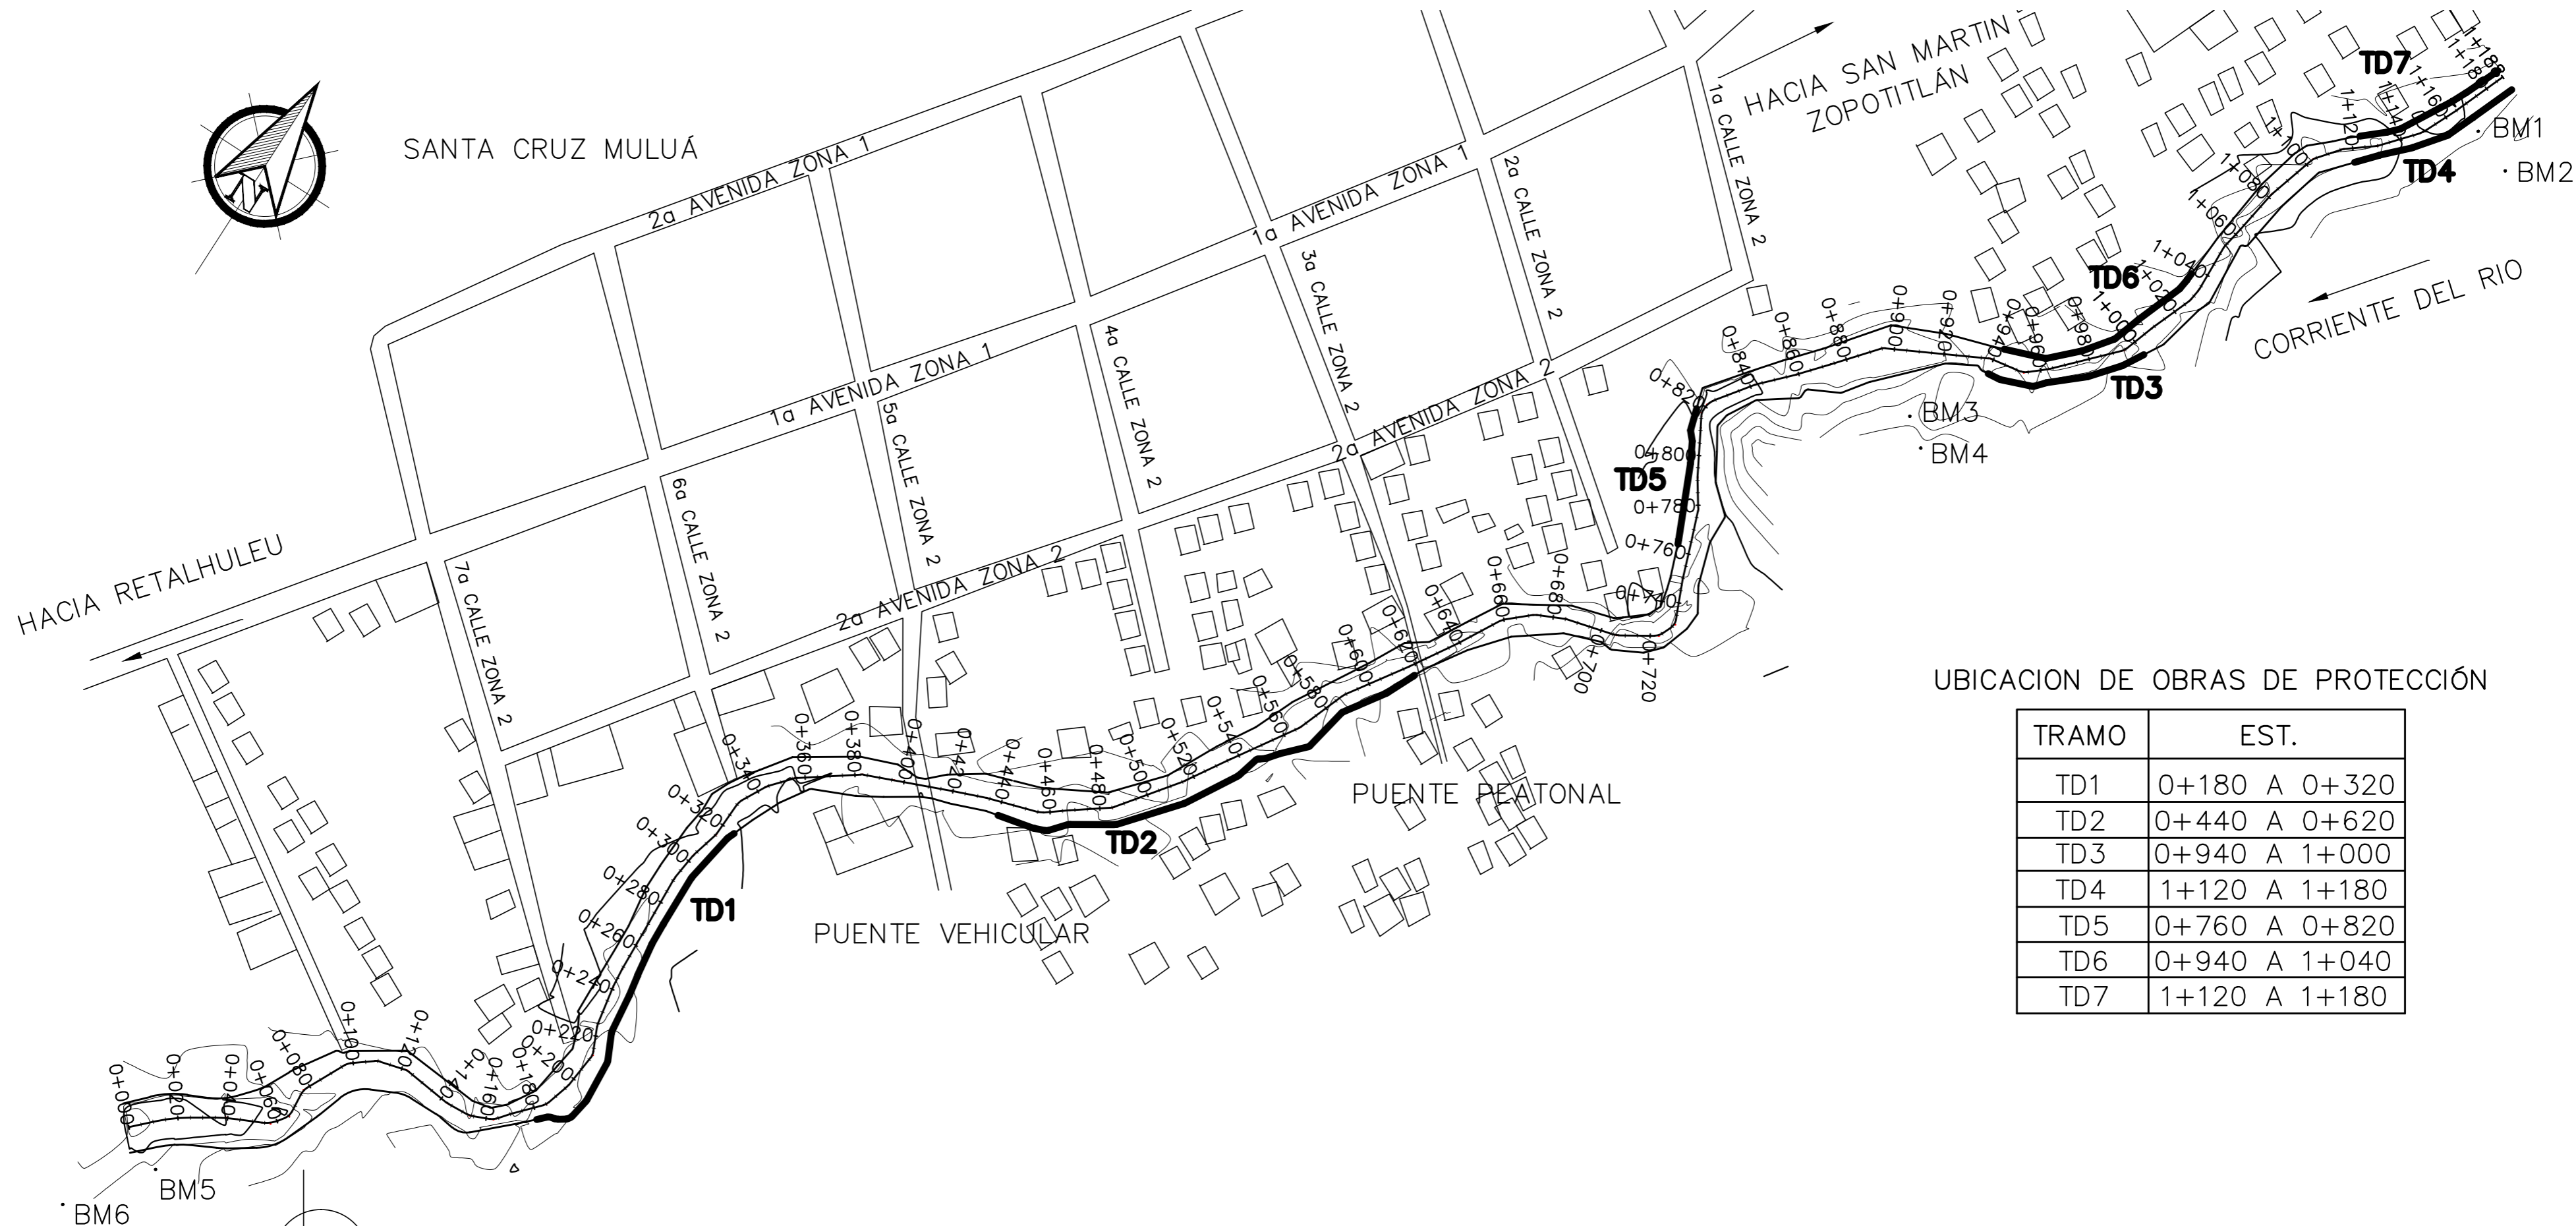 SANTA CRUZ MULUÁ
N
HACIA SAN MARTIN
ZOPOTITLÁN
HACIA RETALHULEU
CORRIENTE DEL RIO
2a AVENIDA ZONA 1
1a AVENIDA ZONA 1
1a AVENIDA ZONA 1
2a AVENIDA ZONA 2
2a AVENIDA ZONA 2
1a CALLE ZONA 2
2a CALLE ZONA 2
3a CALLE ZONA 2
4a CALLE ZONA 2
5a CALLE ZONA 2
6a CALLE ZONA 2
7a CALLE ZONA 2
TD7
TD4
TD6
TD3
TD5
TD2
TD1
BM1
BM2
BM3
BM4
BM5
BM6
PUENTE PEATONAL
PUENTE VEHICULAR
0+000
0+020
0+040
0+060
0+080
0+100
0+120
0+140
0+160
0+180
0+200
0+220
0+240
0+260
0+280
0+300
0+320
0+340
0+360
0+380
0+400
0+420
0+440
0+460
0+480
0+500
0+520
0+540
0+560
0+580
0+600
0+620
0+640
0+660
0+680
0+700
0+720
0+740
0+760
0+780
0+800
0+820
0+840
0+860
0+880
0+900
0+920
0+940
0+960
0+980
1+000
1+020
1+040
1+060
1+080
1+100
1+120
1+140
1+160
UBICACION DE OBRAS DE PROTECCIÓN
TRAMO EST.
TD1 0+180 A 0+320
TD2 0+440 A 0+620
TD3 0+940 A 1+000
TD4 1+120 A 1+180
TD5 0+760 A 0+820
TD6 0+940 A 1+040
TD7 1+120 A 1+180